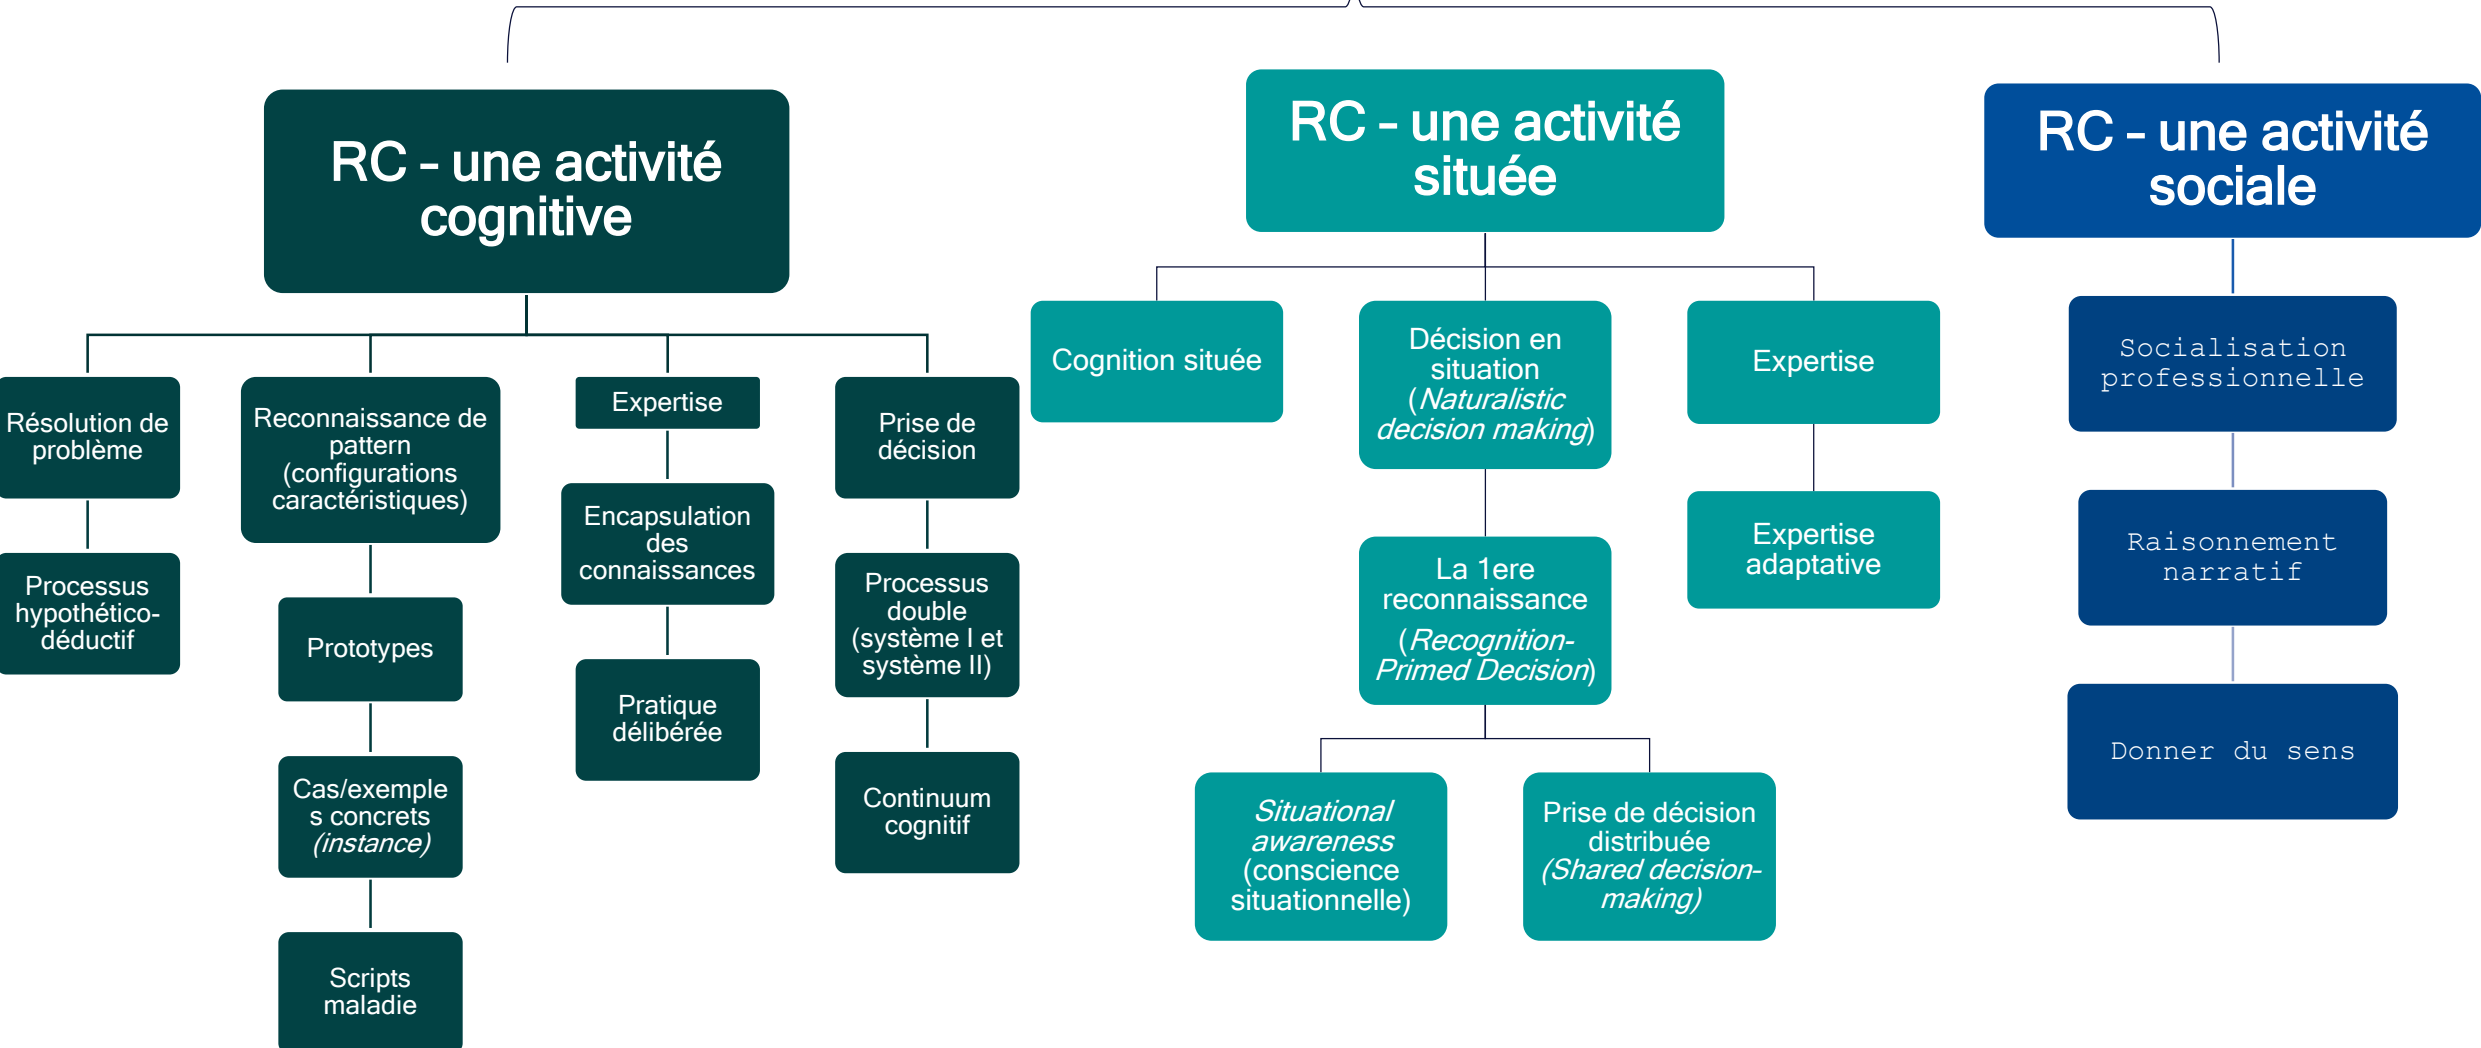 RC - une activité
cognitive
Résolution de
problème
Processus
hypothético-
déductif
Reconnaissance de
pattern
(configurations
caractéristiques)
Prototypes
Cas/exemple
s concrets
(instance)
Scripts
maladie
Expertise
Encapsulation
des
connaissances
Pratique
délibérée
Prise de
décision
Processus
double
(système I et
système II)
Continuum
cognitif
RC - une activité
située
Cognition située
Décision en
situation
(Naturalistic
decision making)
La 1ere
reconnaissance
(Recognition-
Primed Decision)
Situational
awareness
(conscience
situationnelle)
Prise de décision
distribuée
(Shared decision-
making)
Expertise
Expertise
adaptative
RC - une activité
sociale
Socialisation
professionnelle
Raisonnement
narratif
Donner du sens